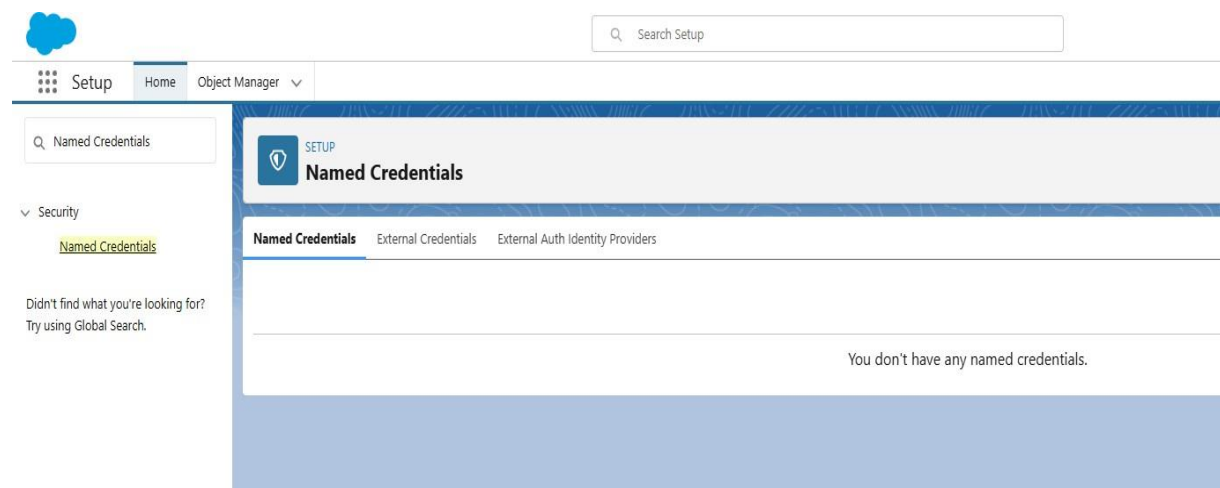 Search Setup
Setup
Home
Object Manager
Named Credentials
SETUP
Named Credentials
Security
Named Credentials
Named Credentials
External Credentials
External Auth Identity Providers
Didn't find what you're looking for?
Try using Global Search.
You don't have any named credentials.